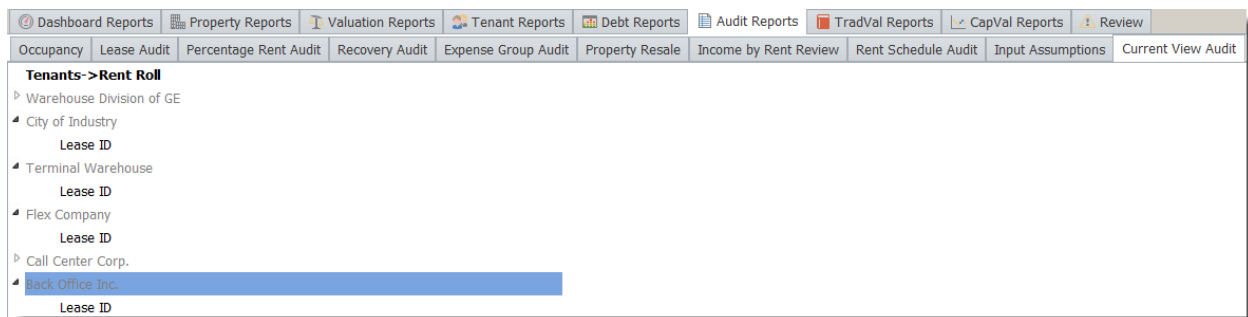 Dashboard Reports Property Reports Valuation Reports Tenant Reports Debt Reports Audit Reports TradVal Reports CapVal Reports Review
Occupancy Lease Audit Percentage Rent Audit Recovery Audit Expense Group Audit Property Resale Income by Rent Review Rent Schedule Audit Input Assumptions Current View Audit
Tenants->Rent Roll
Warehouse Division of GE
City of Industry
Lease ID
Terminal Warehouse
Lease ID
Flex Company
Lease ID
Call Center Corp.
Back Office Inc.
Lease ID